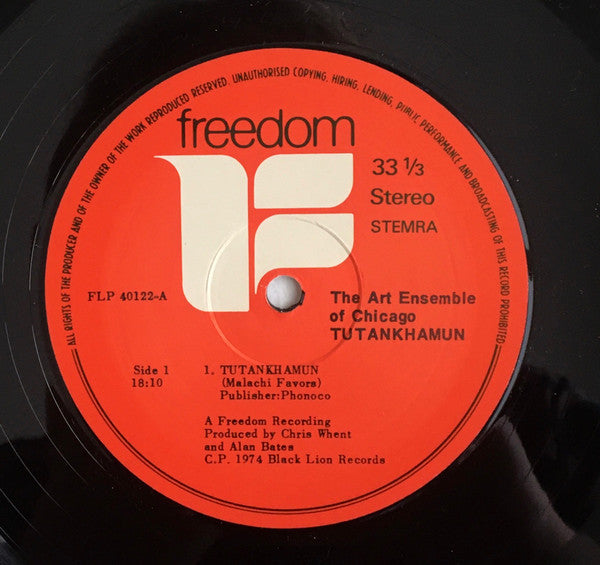 ALL RIGHTS OF THE PRODUCER AND OF THE OWNER OF THE WORK REPRODUCED RESERVED. UNAUTHORISED COPYING, HIRING, LENDING, PUBLIC PERFORMANCE AND BROADCASTING OF THIS RECORD PROHIBITED
freedom
33 1/3
Stereo
STEMRA
FLP 40122-A
The Art Ensemble
of Chicago
TUTANKHAMUN
Side 1
18:10
1. TUTANKHAMUN
(Malachi Favors)
Publisher:Phonoco
A Freedom Recording
Produced by Chris Whent
and Alan Bates
C.P. 1974 Black Lion Records